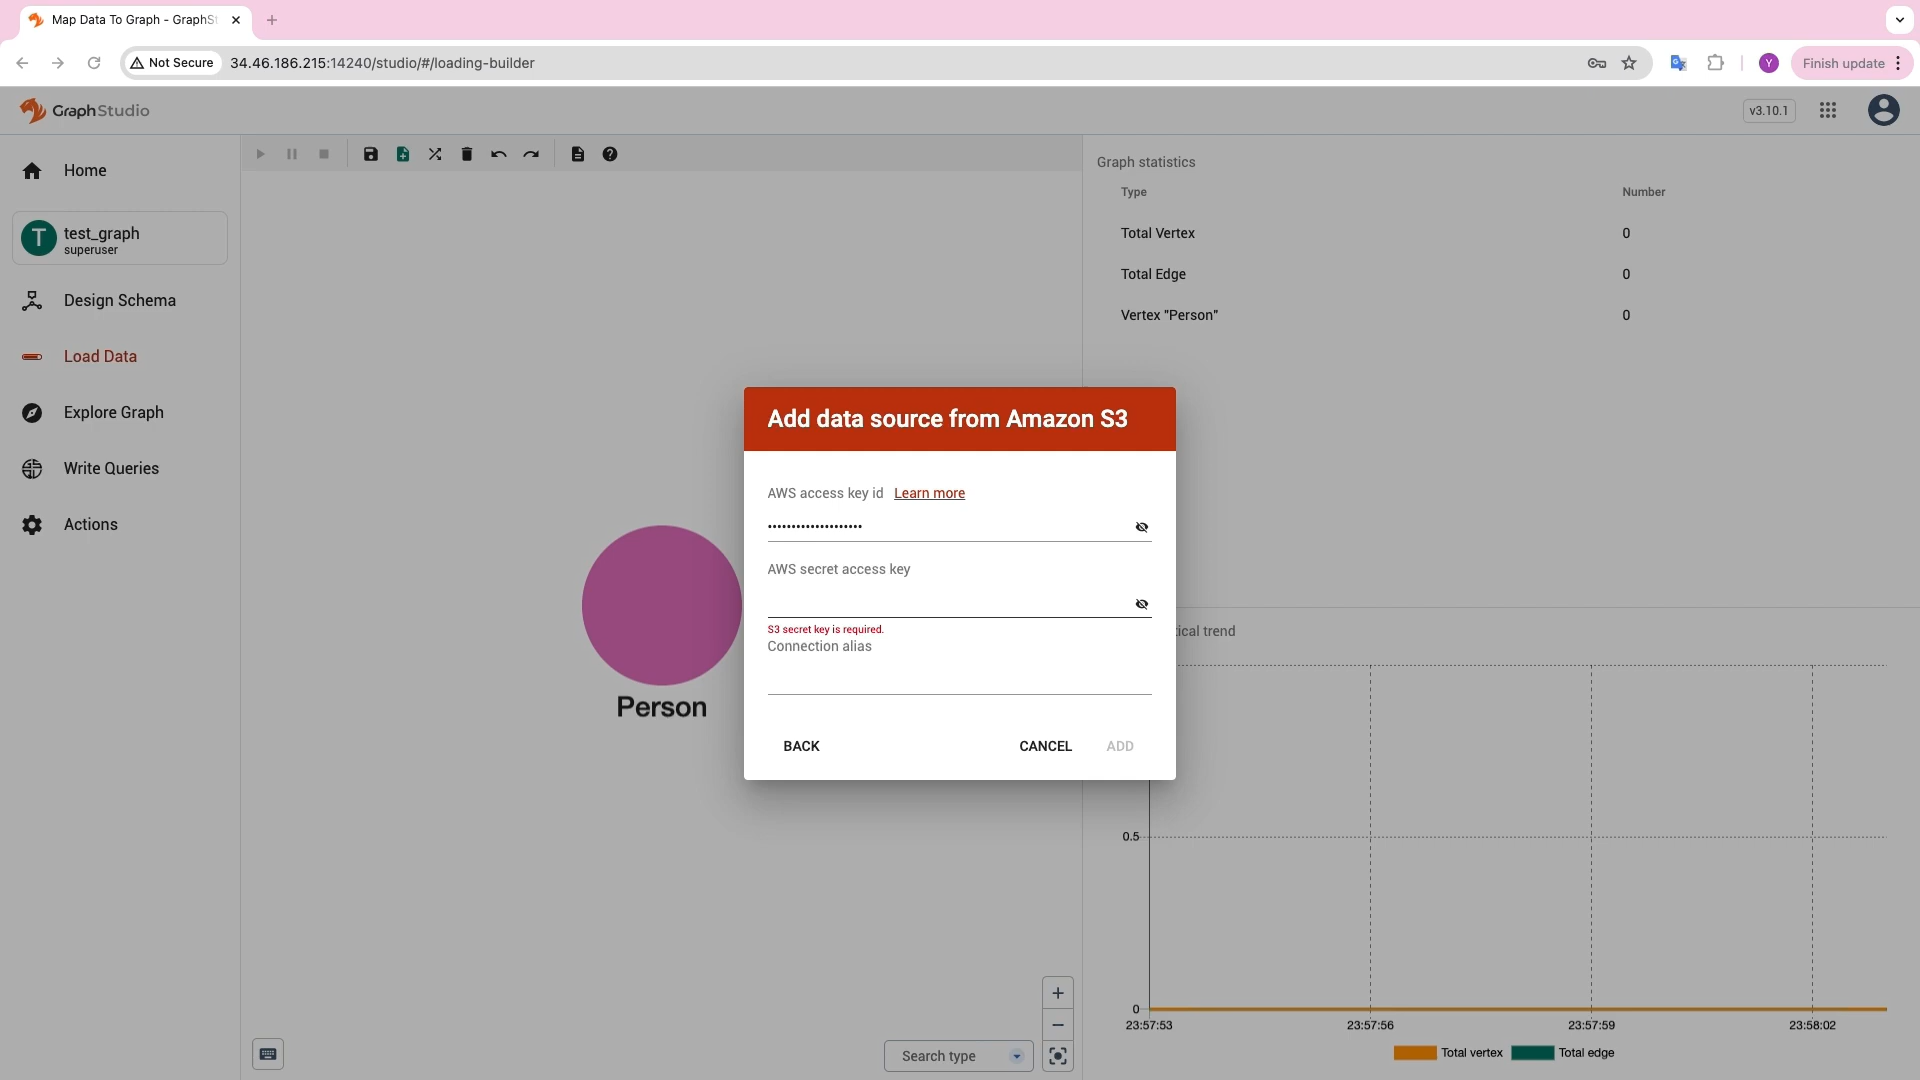 Map Data To Graph - GraphSt
Not Secure
34.46.186.215:14240/studio/#/loading-builder
Y
Finish update
GraphStudio
v3.10.1
Home
T
test_graph
superuser
Design Schema
Load Data
Explore Graph
Write Queries
Actions
Person
Search type
Graph statistics
Type Number
Total Vertex 0
Total Edge 0
Vertex "Person" 0
Add data source from Amazon S3
AWS access key id Learn more
••••••••••••••••••••
AWS secret access key
S3 secret key is required.
Connection alias
BACK CANCEL ADD
ical trend
0.5
0
23:57:53 23:57:56 23:57:59 23:58:02
Total vertex Total edge